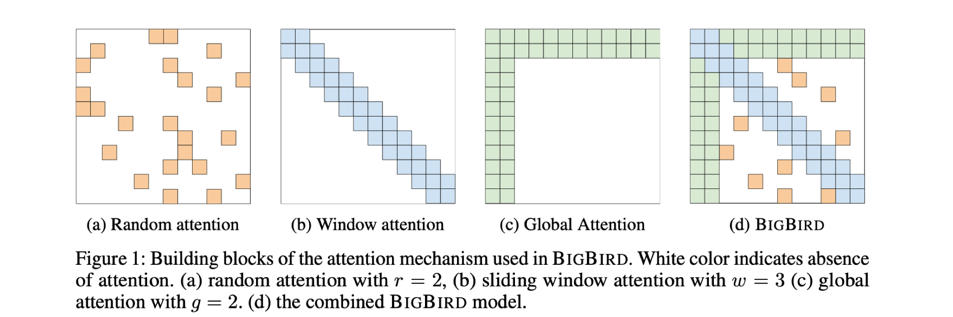 (a) Random attention (b) Window attention (c) Global Attention (d) BIGBIRD
Figure 1: Building blocks of the attention mechanism used in BIGBIRD. White color indicates absence
of attention. (a) random attention with r = 2, (b) sliding window attention with w = 3 (c) global
attention with g = 2. (d) the combined BIGBIRD model.